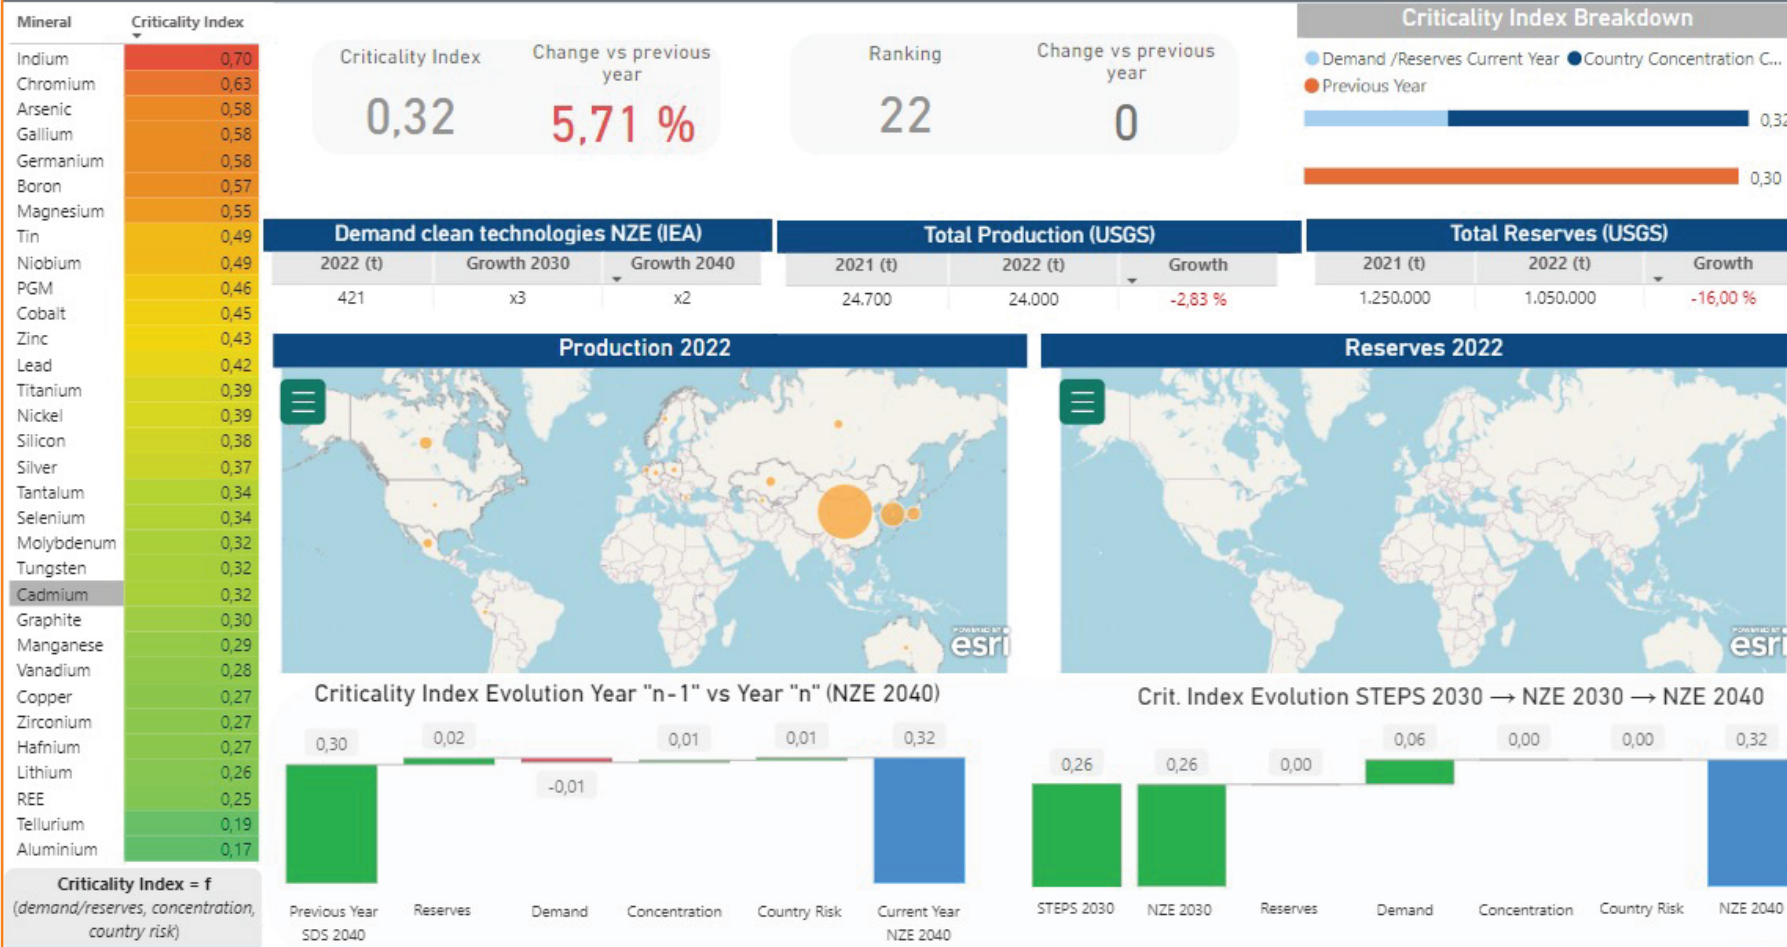 Mineral Criticality Index
Indium 0,70
Chromium 0,63
Arsenic 0,58
Gallium 0,58
Germanium 0,58
Boron 0,57
Magnesium 0,55
Tin 0,49
Niobium 0,49
PGM 0,46
Cobalt 0,45
Zinc 0,43
Lead 0,42
Titanium 0,39
Nickel 0,39
Silicon 0,38
Silver 0,37
Tantalum 0,34
Selenium 0,34
Molybdenum 0,32
Tungsten 0,32
Cadmium 0,32
Graphite 0,30
Manganese 0,29
Vanadium 0,28
Copper 0,27
Zirconium 0,27
Hafnium 0,27
Lithium 0,26
REE 0,25
Tellurium 0,19
Aluminium 0,17
Criticality Index = f
(demand/reserves, concentration,
country risk)
Criticality Index
0,32
Change vs previous
year
5,71 %
Ranking
22
Change vs previous
year
0
Criticality Index Breakdown
Demand /Reserves Current Year Country Concentration C...
Previous Year
0,32
0,30
Demand clean technologies NZE (IEA)
2022 (t) Growth 2030 Growth 2040
421 x3 x2
Total Production (USGS)
2021 (t) 2022 (t) Growth
24.700 24.000 -2,83 %
Total Reserves (USGS)
2021 (t) 2022 (t) Growth
1.250.000 1.050.000 -16,00 %
Production 2022
POWERED BY
esri
Reserves 2022
POWERED BY
esri
Criticality Index Evolution Year "n-1" vs Year "n" (NZE 2040)
0,30 0,02 -0,01 0,01 0,01 0,32
Previous Year Reserves Demand Concentration Country Risk Current Year
SDS 2040 NZE 2040
Crit. Index Evolution STEPS 2030 → NZE 2030 → NZE 2040
0,26 0,26 0,00 0,06 0,00 0,00 0,32
STEPS 2030 NZE 2030 Reserves Demand Concentration Country Risk NZE 2040